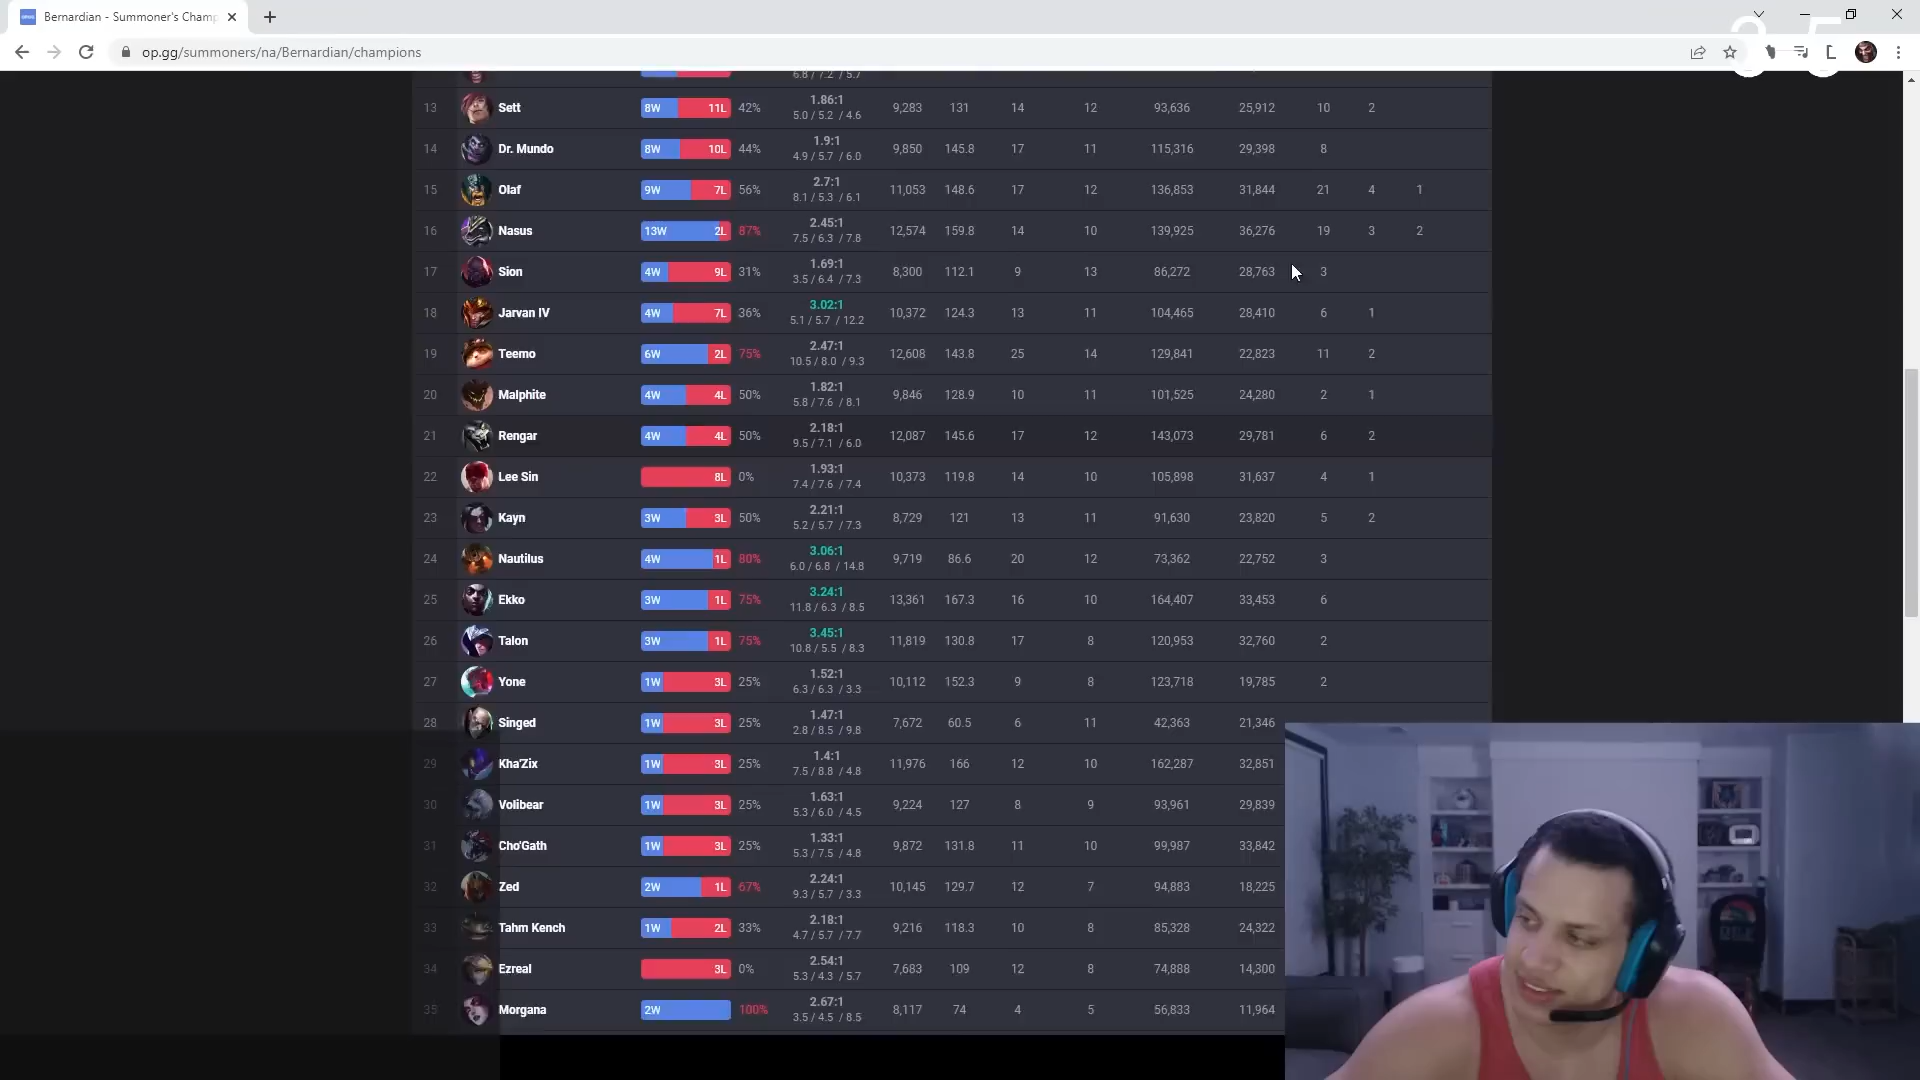 Bernardian - Summoner's Champ
op.gg/summoners/na/Bernardian/champions
6.8 / 7.2 / 5.7
13 Sett 8W 11L 42% 1.86:1 5.0 / 5.2 / 4.6 9,283 131 14 12 93,636 25,912 10 2
14 Dr. Mundo 8W 10L 44% 1.9:1 4.9 / 5.7 / 6.0 9,850 145.8 17 11 115,316 29,398 8
15 Olaf 9W 7L 56% 2.7:1 8.1 / 5.3 / 6.1 11,053 148.6 17 12 136,853 31,844 21 4 1
16 Nasus 13W 2L 87% 2.45:1 7.5 / 6.3 / 7.8 12,574 159.8 14 10 139,925 36,276 19 3 2
17 Sion 4W 9L 31% 1.69:1 3.5 / 6.4 / 7.3 8,300 112.1 9 13 86,272 28,763 3
18 Jarvan IV 4W 7L 36% 3.02:1 5.1 / 5.7 / 12.2 10,372 124.3 13 11 104,465 28,410 6 1
19 Teemo 6W 2L 75% 2.47:1 10.5 / 8.0 / 9.3 12,608 143.8 25 14 129,841 22,823 11 2
20 Malphite 4W 4L 50% 1.82:1 5.8 / 7.6 / 8.1 9,846 128.9 10 11 101,525 24,280 2 1
21 Rengar 4W 4L 50% 2.18:1 9.5 / 7.1 / 6.0 12,087 145.6 17 12 143,073 29,781 6 2
22 Lee Sin 8L 0% 1.93:1 7.4 / 7.6 / 7.4 10,373 119.8 14 10 105,898 31,637 4 1
23 Kayn 3W 3L 50% 2.21:1 5.2 / 5.7 / 7.3 8,729 121 13 11 91,630 23,820 5 2
24 Nautilus 4W 1L 80% 3.06:1 6.0 / 6.8 / 14.8 9,719 86.6 20 12 73,362 22,752 3
25 Ekko 3W 1L 75% 3.24:1 11.8 / 6.3 / 8.5 13,361 167.3 16 10 164,407 33,453 6
26 Talon 3W 1L 75% 3.45:1 10.8 / 5.5 / 8.3 11,819 130.8 17 8 120,953 32,760 2
27 Yone 1W 3L 25% 1.52:1 6.3 / 6.3 / 3.3 10,112 152.3 9 8 123,718 19,785 2
28 Singed 1W 3L 25% 1.47:1 2.8 / 8.5 / 9.8 7,672 60.5 6 11 42,363 21,346
29 Kha'Zix 1W 3L 25% 1.4:1 7.5 / 8.8 / 4.8 11,976 166 12 10 162,287 32,851
30 Volibear 1W 3L 25% 1.63:1 5.3 / 6.0 / 4.5 9,224 127 8 9 93,961 29,839
31 Cho'Gath 1W 3L 25% 1.33:1 5.3 / 7.5 / 4.8 9,872 131.8 11 10 99,987 33,842
32 Zed 2W 1L 67% 2.24:1 9.3 / 5.7 / 3.3 10,145 129.7 12 7 94,883 18,225
33 Tahm Kench 1W 2L 33% 2.18:1 4.7 / 5.7 / 7.7 9,216 118.3 10 8 85,328 24,322
34 Ezreal 3L 0% 2.54:1 5.3 / 4.3 / 5.7 7,683 109 12 8 74,888 14,300
35 Morgana 2W 100% 2.67:1 3.5 / 4.5 / 8.5 8,117 74 4 5 56,833 11,964